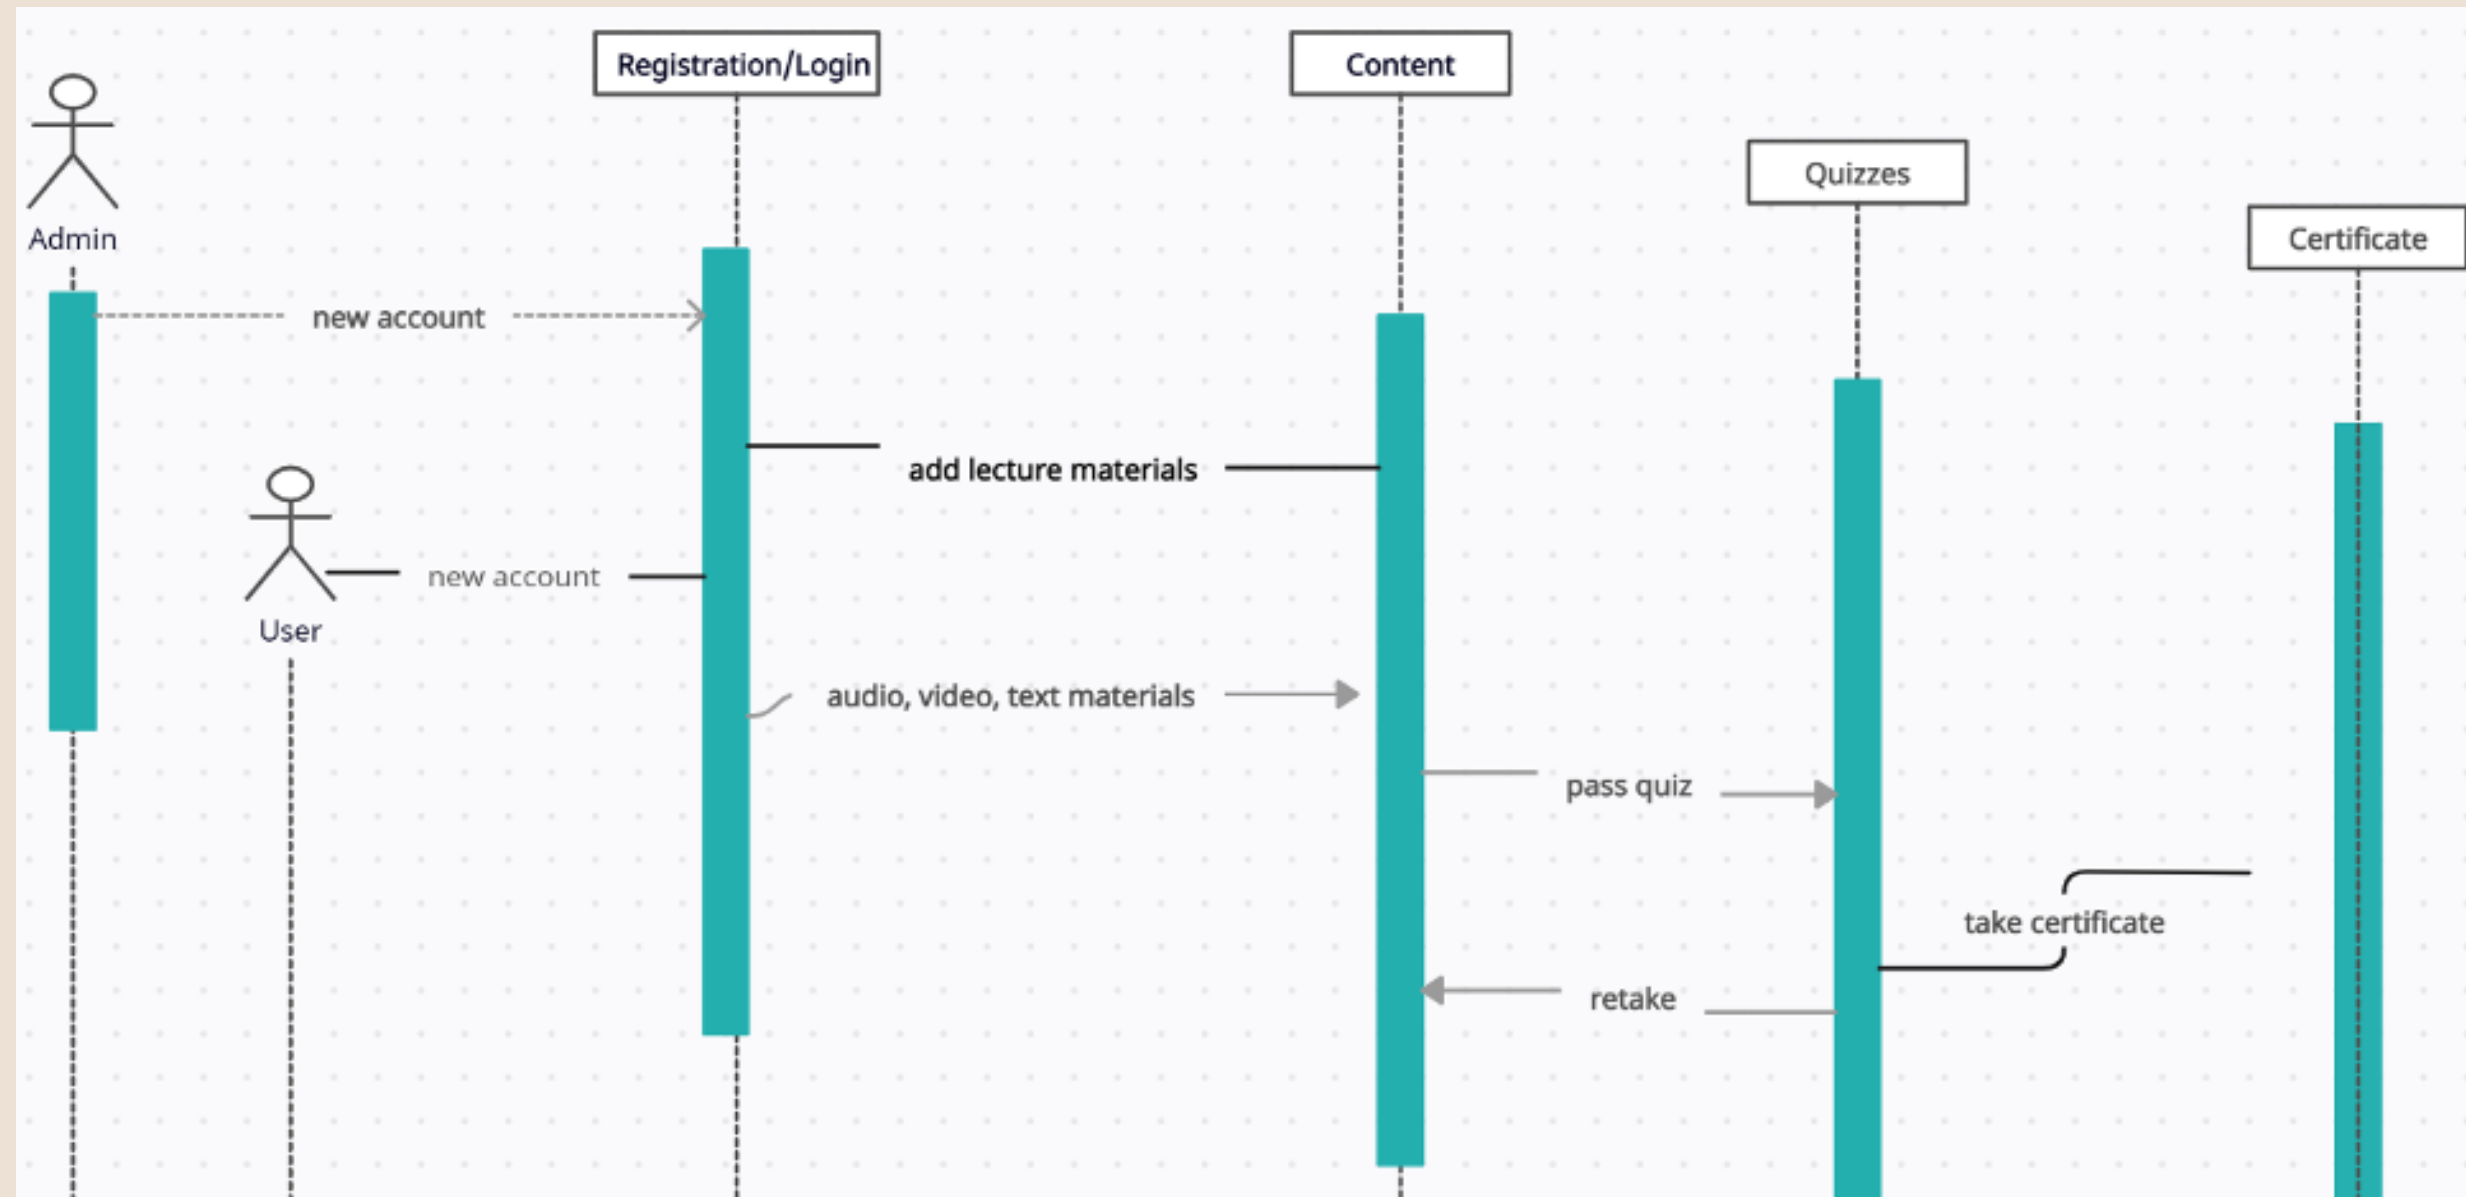 Registration/Login
Content
Quizzes
Certificate
Admin
new account
add lecture materials
new account
User
audio, video, text materials
pass quiz
take certificate
retake